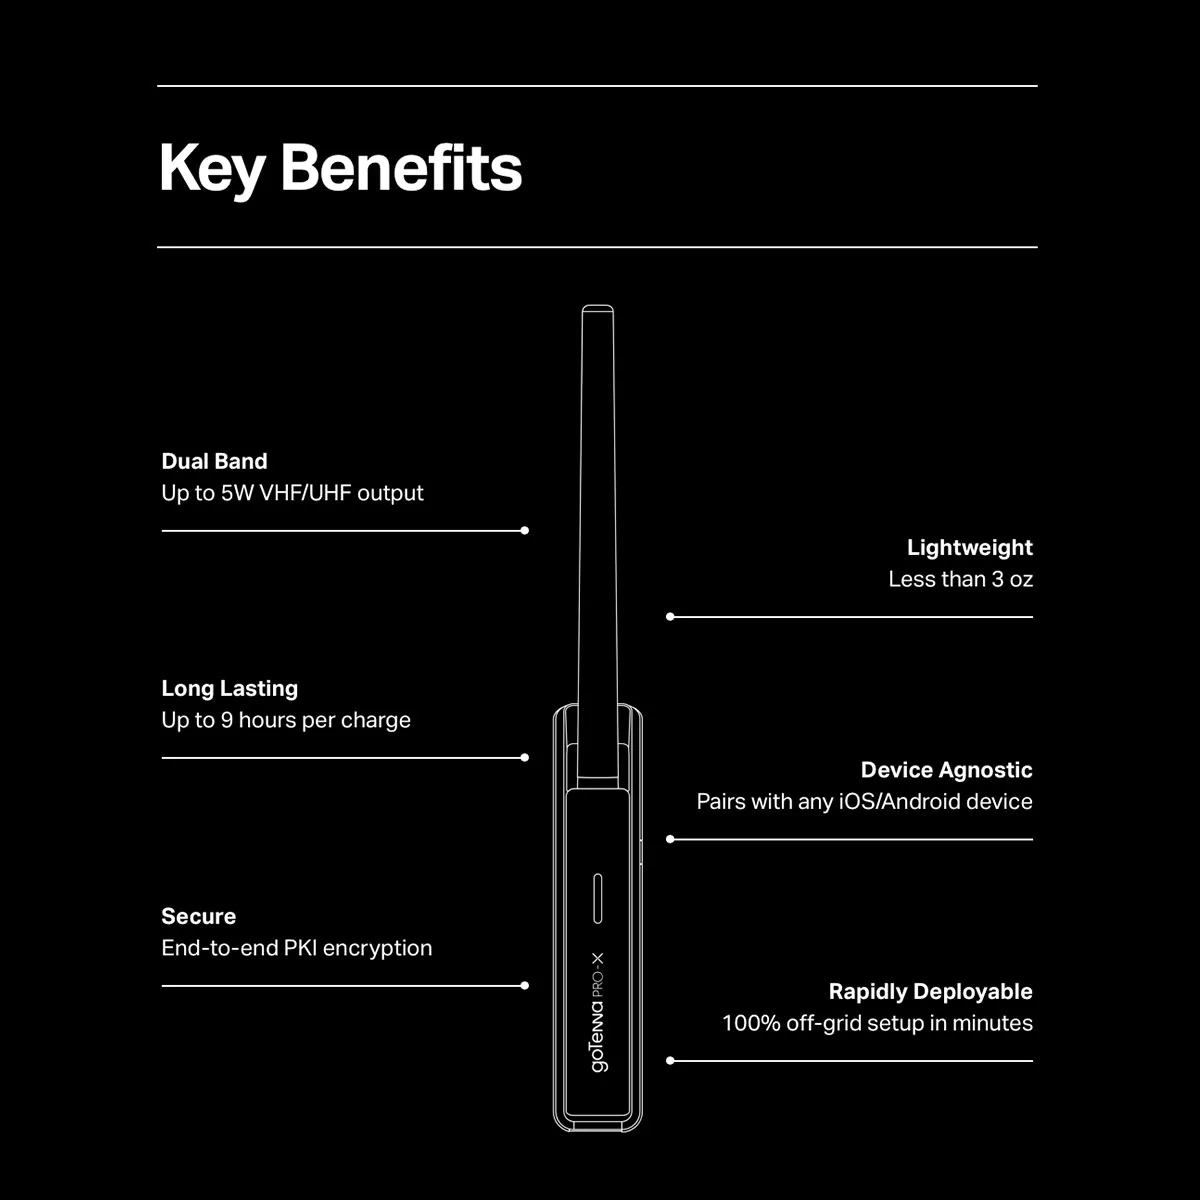 Key Benefits
Dual Band
Up to 5W VHF/UHF output
Lightweight
Less than 3 oz
Long Lasting
Up to 9 hours per charge
Device Agnostic
Pairs with any iOS/Android device
Secure
End-to-end PKI encryption
Rapidly Deployable
100% off-grid setup in minutes
goTenna PRO-X